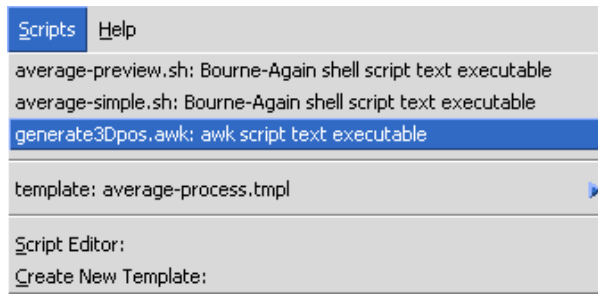 Scripts Help
average-preview.sh: Bourne-Again shell script text executable
average-simple.sh: Bourne-Again shell script text executable
generate3Dpos.awk: awk script text executable
template: average-process.tmpl
Script Editor:
Create New Template: